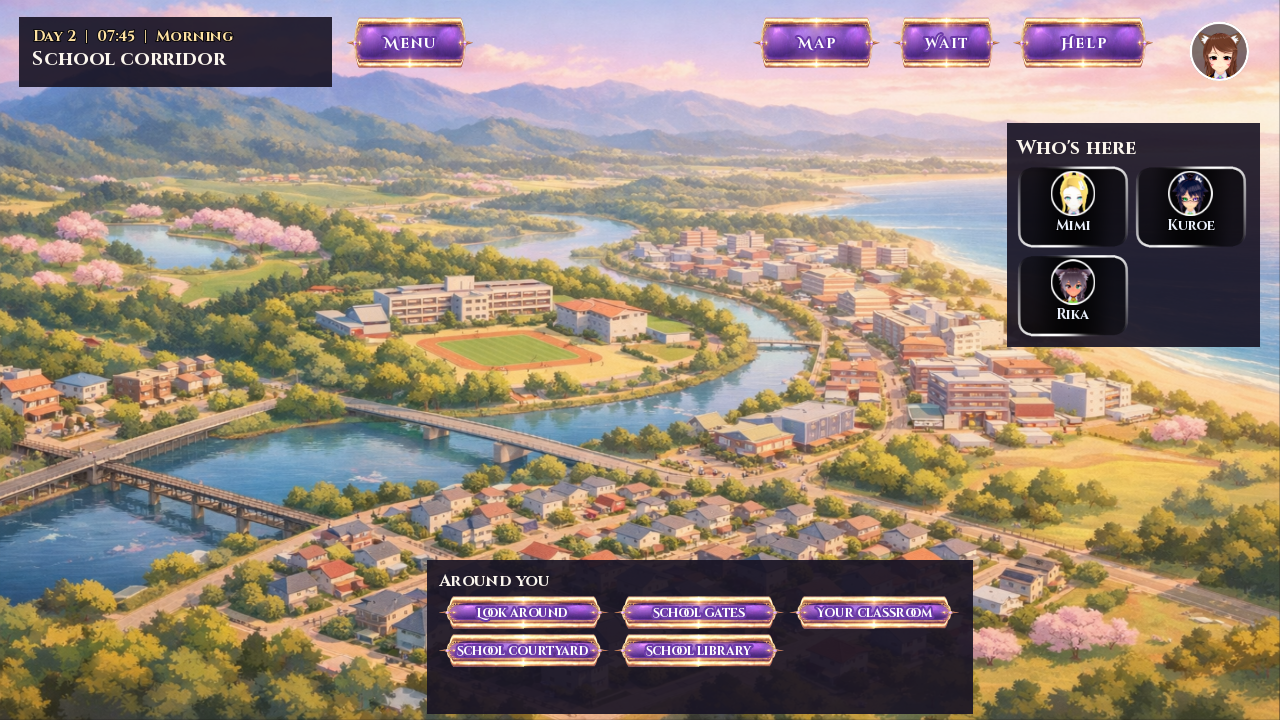 Day 2 | 07:45 | Morning
School corridor
Menu
Map
Wait
Help
Who's here
Mimi
Kuroe
Rika
Around you
Look around
School gates
Your classroom
School courtyard
School library